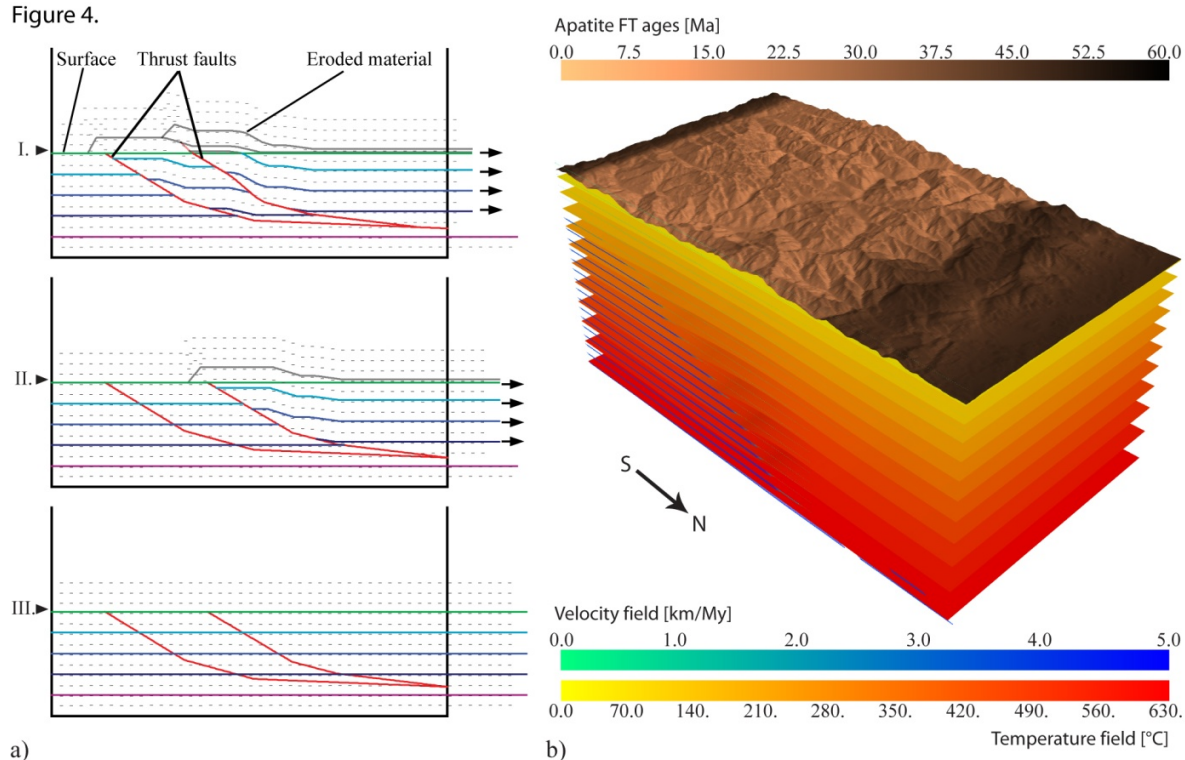 Figure 4.
Surface
Thrust faults
Eroded material
I.
II.
III.
a)
Apatite FT ages [Ma]
0.0 7.5 15.0 22.5 30.0 37.5 45.0 52.5 60.0
S
N
Velocity field [km/My]
0.0 1.0 2.0 3.0 4.0 5.0
0.0 70.0 140. 210. 280. 350. 420. 490. 560. 630.
Temperature field [°C]
b)